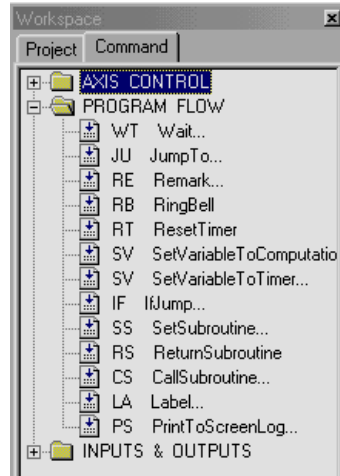 Workspace
Project Command
AXIS CONTROL
PROGRAM FLOW
WT Wait...
JU JumpTo...
RE Remark...
RB RingBell
RT ResetTimer
SV SetVariableToComputatio
SV SetVariableToTimer...
IF IfJump...
SS SetSubroutine...
RS ReturnSubroutine
CS CallSubroutine...
LA Label...
PS PrintToScreenLog...
INPUTS & OUTPUTS